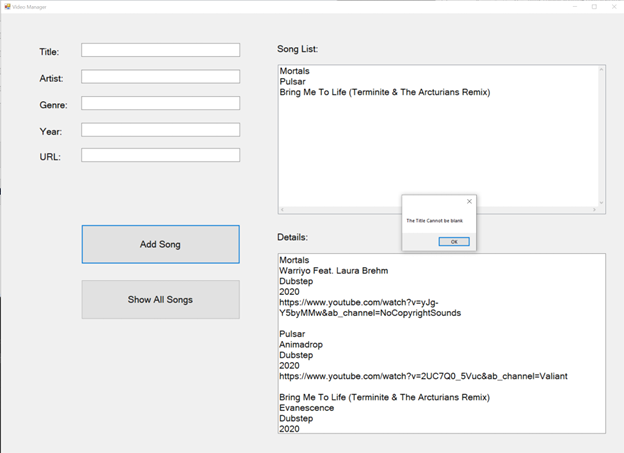 Video Manager
Title:
Artist:
Genre:
Year:
URL:
Add Song
Show All Songs
Song List:
Mortals
Pulsar
Bring Me To Life (Terminite & The Arcturians Remix)
The Title Cannot be blank
OK
Details:
Mortals
Warriyo Feat. Laura Brehm
Dubstep
2020
https://www.youtube.com/watch?v=yJg-
Y5byMMw&ab_channel=NoCopyrightSounds
Pulsar
Animadrop
Dubstep
2020
https://www.youtube.com/watch?v=2UC7Q0_5Vuc&ab_channel=Valiant
Bring Me To Life (Terminite & The Arcturians Remix)
Evanescence
Dubstep
2020